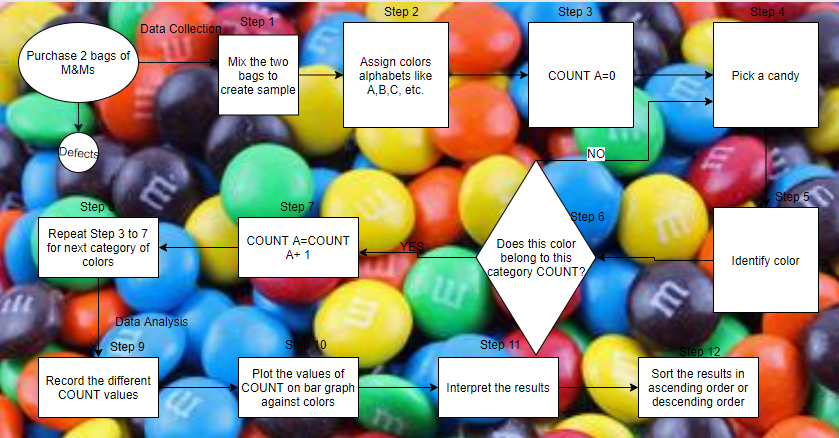 Step 1
Step 2
Step 3
Step 4
Data Collection
Purchase 2 bags of
M&Ms
Mix the two
bags to
create sample
Assign colors
alphabets like
A,B,C, etc.
COUNT A=0
Pick a candy
Defects
NO
Step 5
Identify color
Step 6
Does this color
belong to this
category COUNT?
YES
Step 7
COUNT A=COUNT
A+ 1
Step 8
Repeat Step 3 to 7
for next category of
colors
Data Analysis
Step 9
Record the different
COUNT values
Step 10
Plot the values of
COUNT on bar graph
against colors
Step 11
Interpret the results
Step 12
Sort the results in
ascending order or
descending order
m
m
m
m
m
m